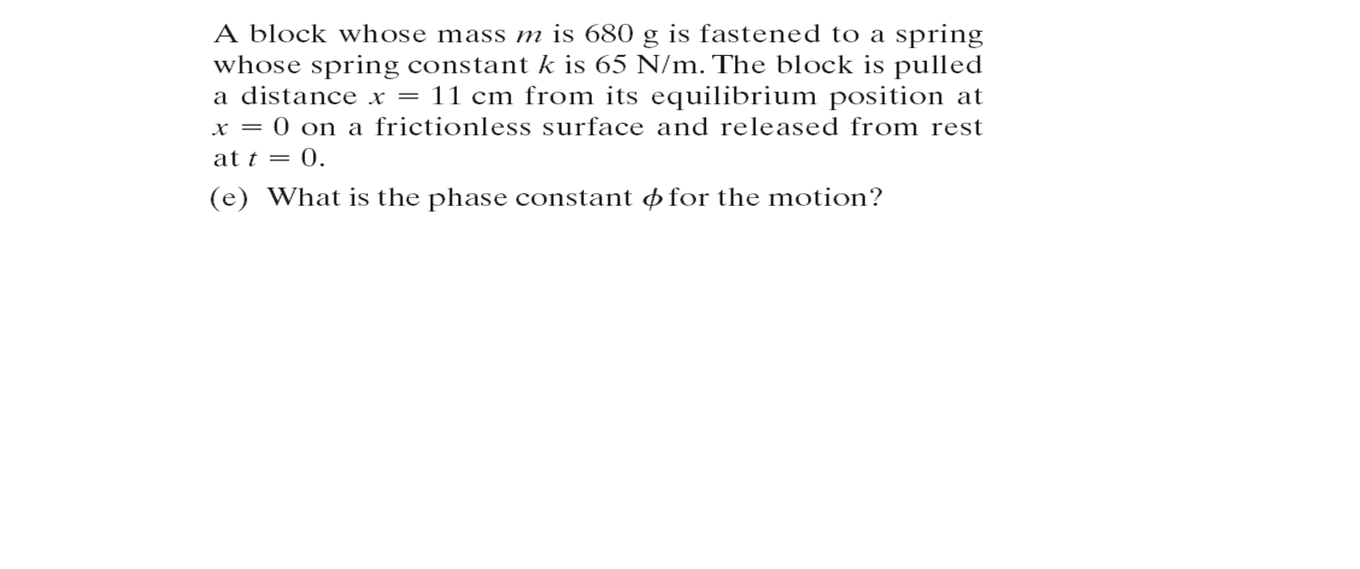 A block whose mass m is 680 g is fastened to a spring
whose spring constant k is 65 N/m. The block is pulled
a distance x = 11 cm from its equilibrium position at
x = 0 on a frictionless surface and released from rest
at t = 0.
(e) What is the phase constant ϕ for the motion?